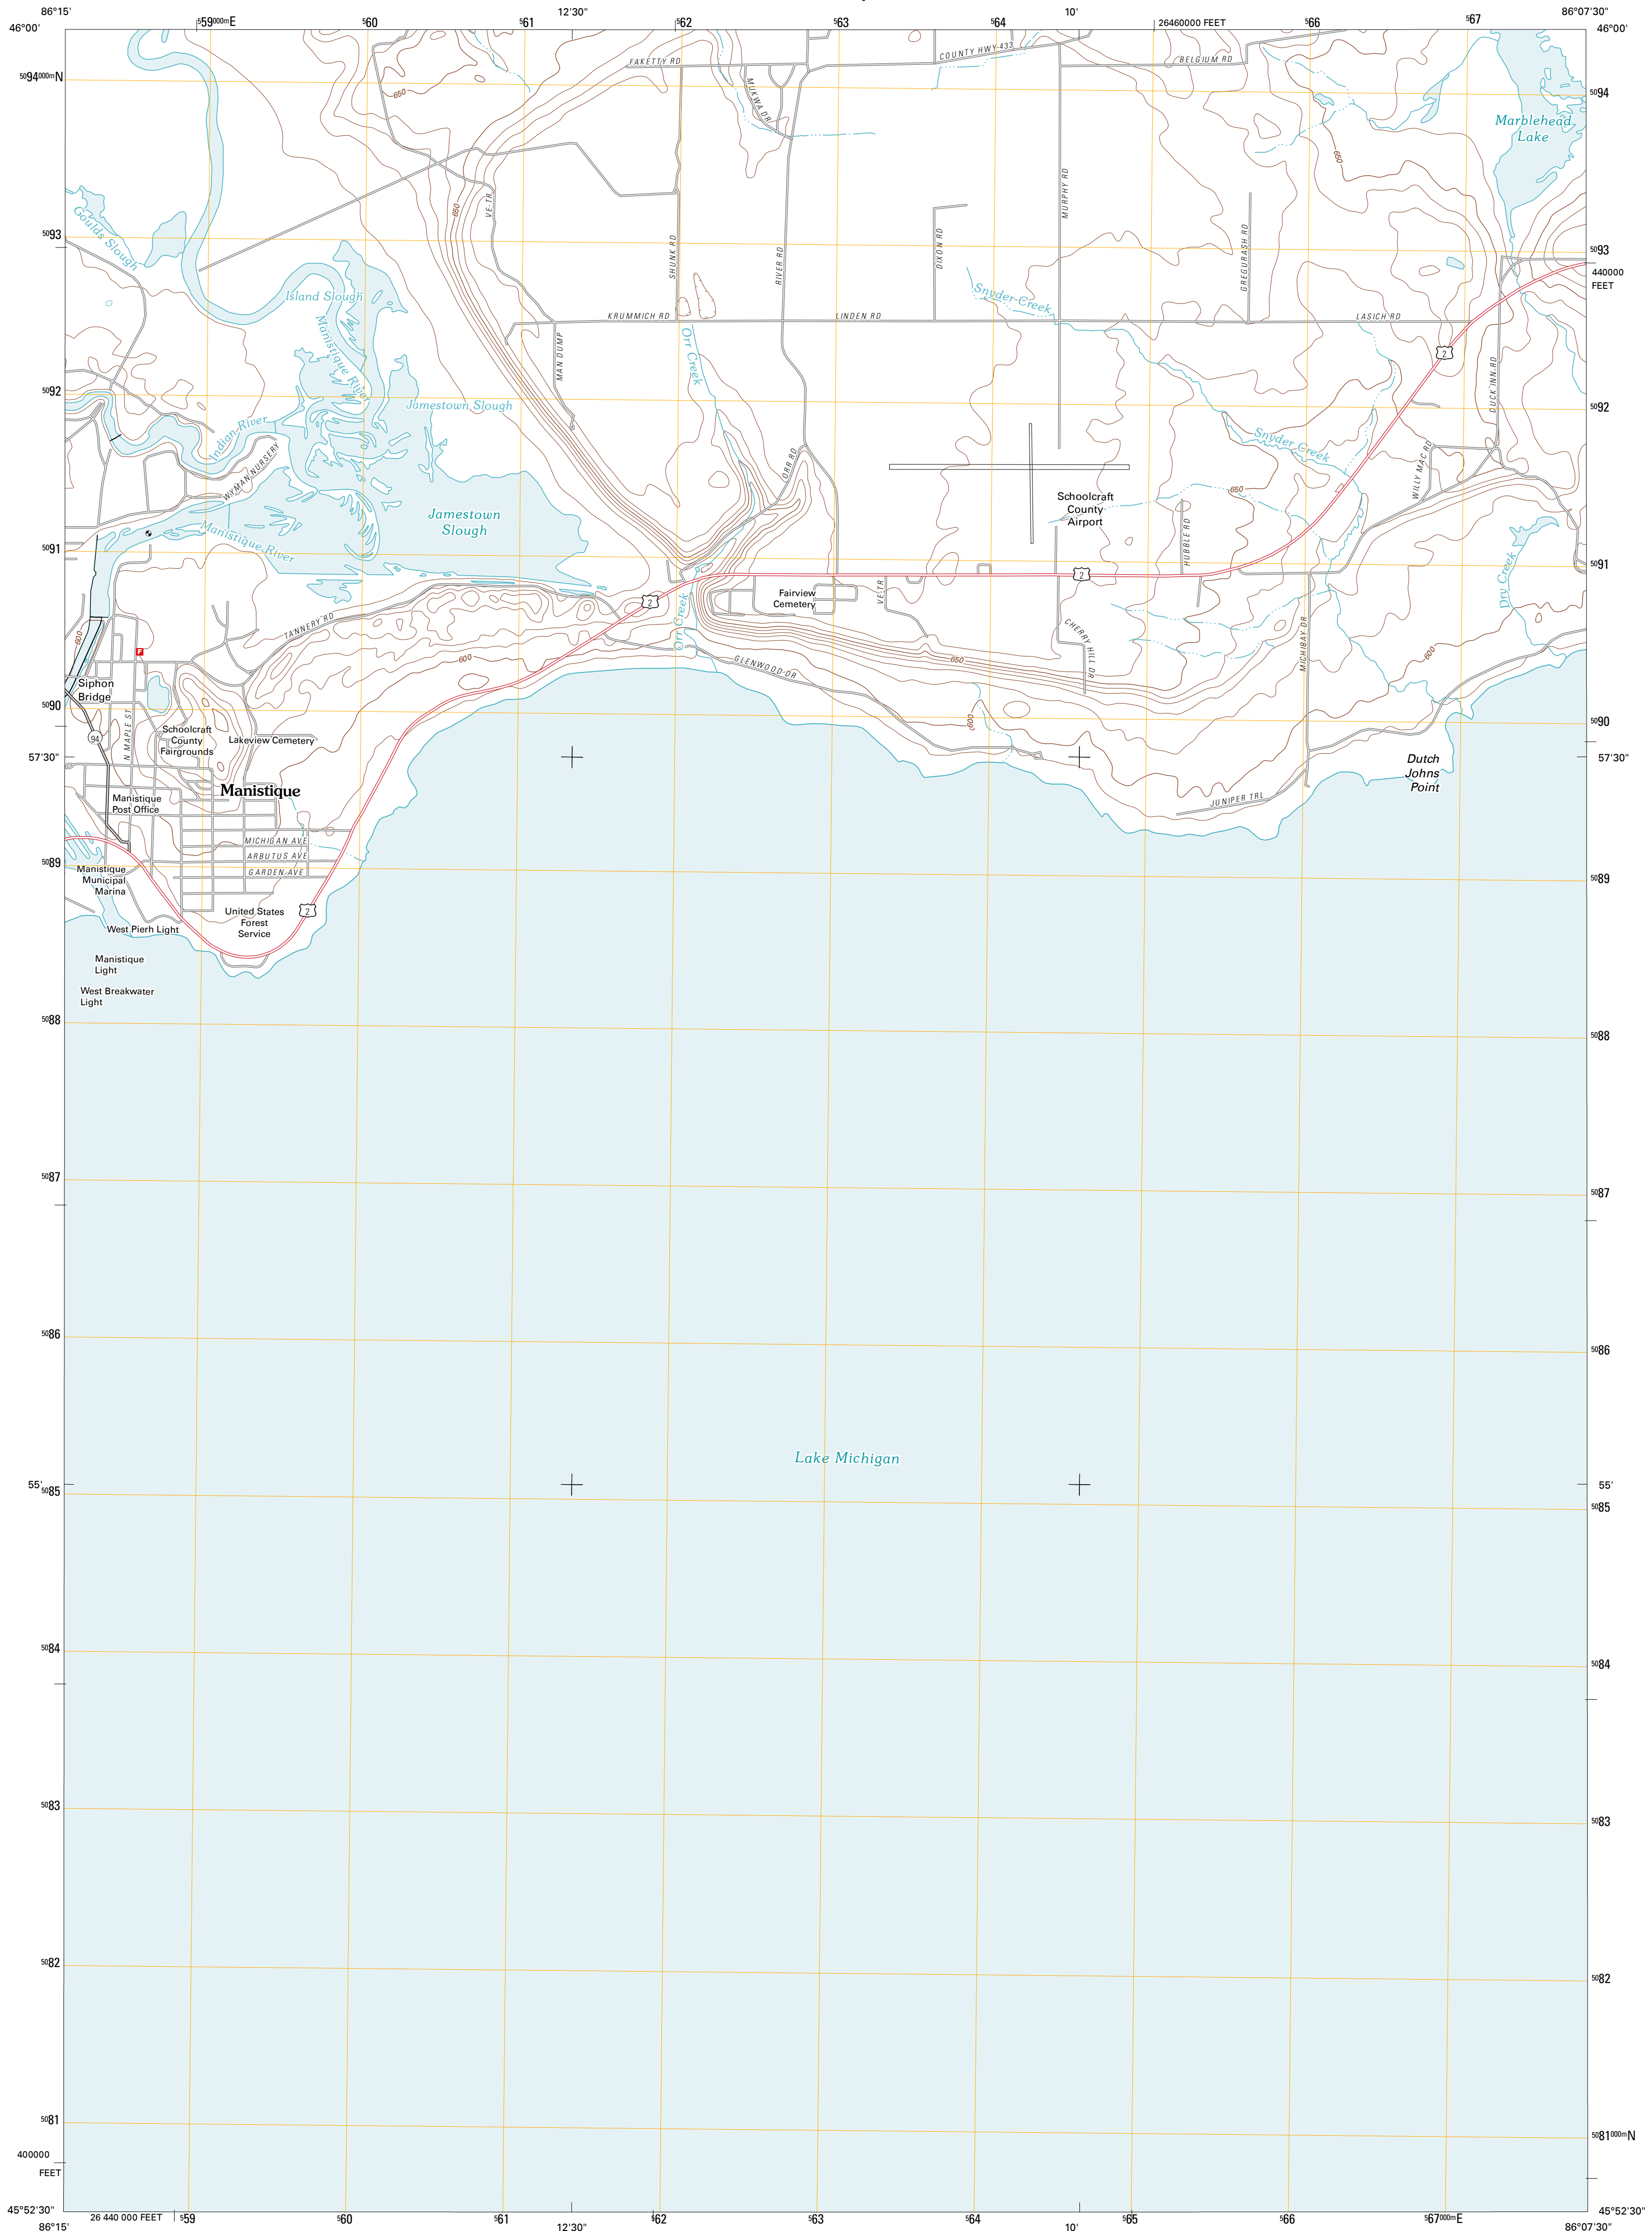 86°15'
559000mE
560
561
12'30"
562
563
564
10'
26460000 FEET
566
567
86°07'30"
46°00'
46°00'
5094000mN
5094
FAKETTY RD
COUNTY HWY 433
BELGIUM RD
650
MUKWA DR
Marblehead
Lake
650
MURPHY RD
VE-TR
650
Goulds Slough
5093
5093
SHUNK RD
RIVER RD
DIXON RD
GREGURASH RD
440000
FEET
Island Slough
Snyder Creek
KRUMMICH RD
LINDEN RD
LASICH RD
Manistique River
MAN DUMP
Orr Creek
2
DUCK INN RD
5092
5092
Jamestown Slough
Indian River
Snyder Creek
WYMAN NURSERY
ORR RD
WILLY MAC RD
650
Schoolcraft
County
Airport
Jamestown
Slough
Manistique River
HUBBLE RD
5091
5091
2
Dry Creek
2
Fairview
Cemetery
VE-TR
Orr Creek
TANNERY RD
CHERRY HILL DR
MICHIBAY DR
600
600
GLENWOOD DR
650
600
F
Siphon
Bridge
5090
5090
600
N MAPLE ST
94
Schoolcraft
County
Fairgrounds
Lakeview Cemetery
57'30"
57'30"
Dutch
Johns
Point
Manistique
Manistique
Post Office
JUNIPER TRL
MICHIGAN AVE
ARBUTUS AVE
GARDEN AVE
5089
5089
Manistique
Municipal
Marina
United States
Forest
Service
2
West Pierh Light
Manistique
Light
West Breakwater
Light
5088
5088
5087
5087
5086
5086
Lake Michigan
55'
55'
5085
5085
5084
5084
5083
5083
5082
5082
5081
5081000mN
400000
FEET
45°52'30"
45°52'30"
86°15'
26 440 000 FEET
559
560
561
12'30"
562
563
564
10'
565
566
567000mE
86°07'30"